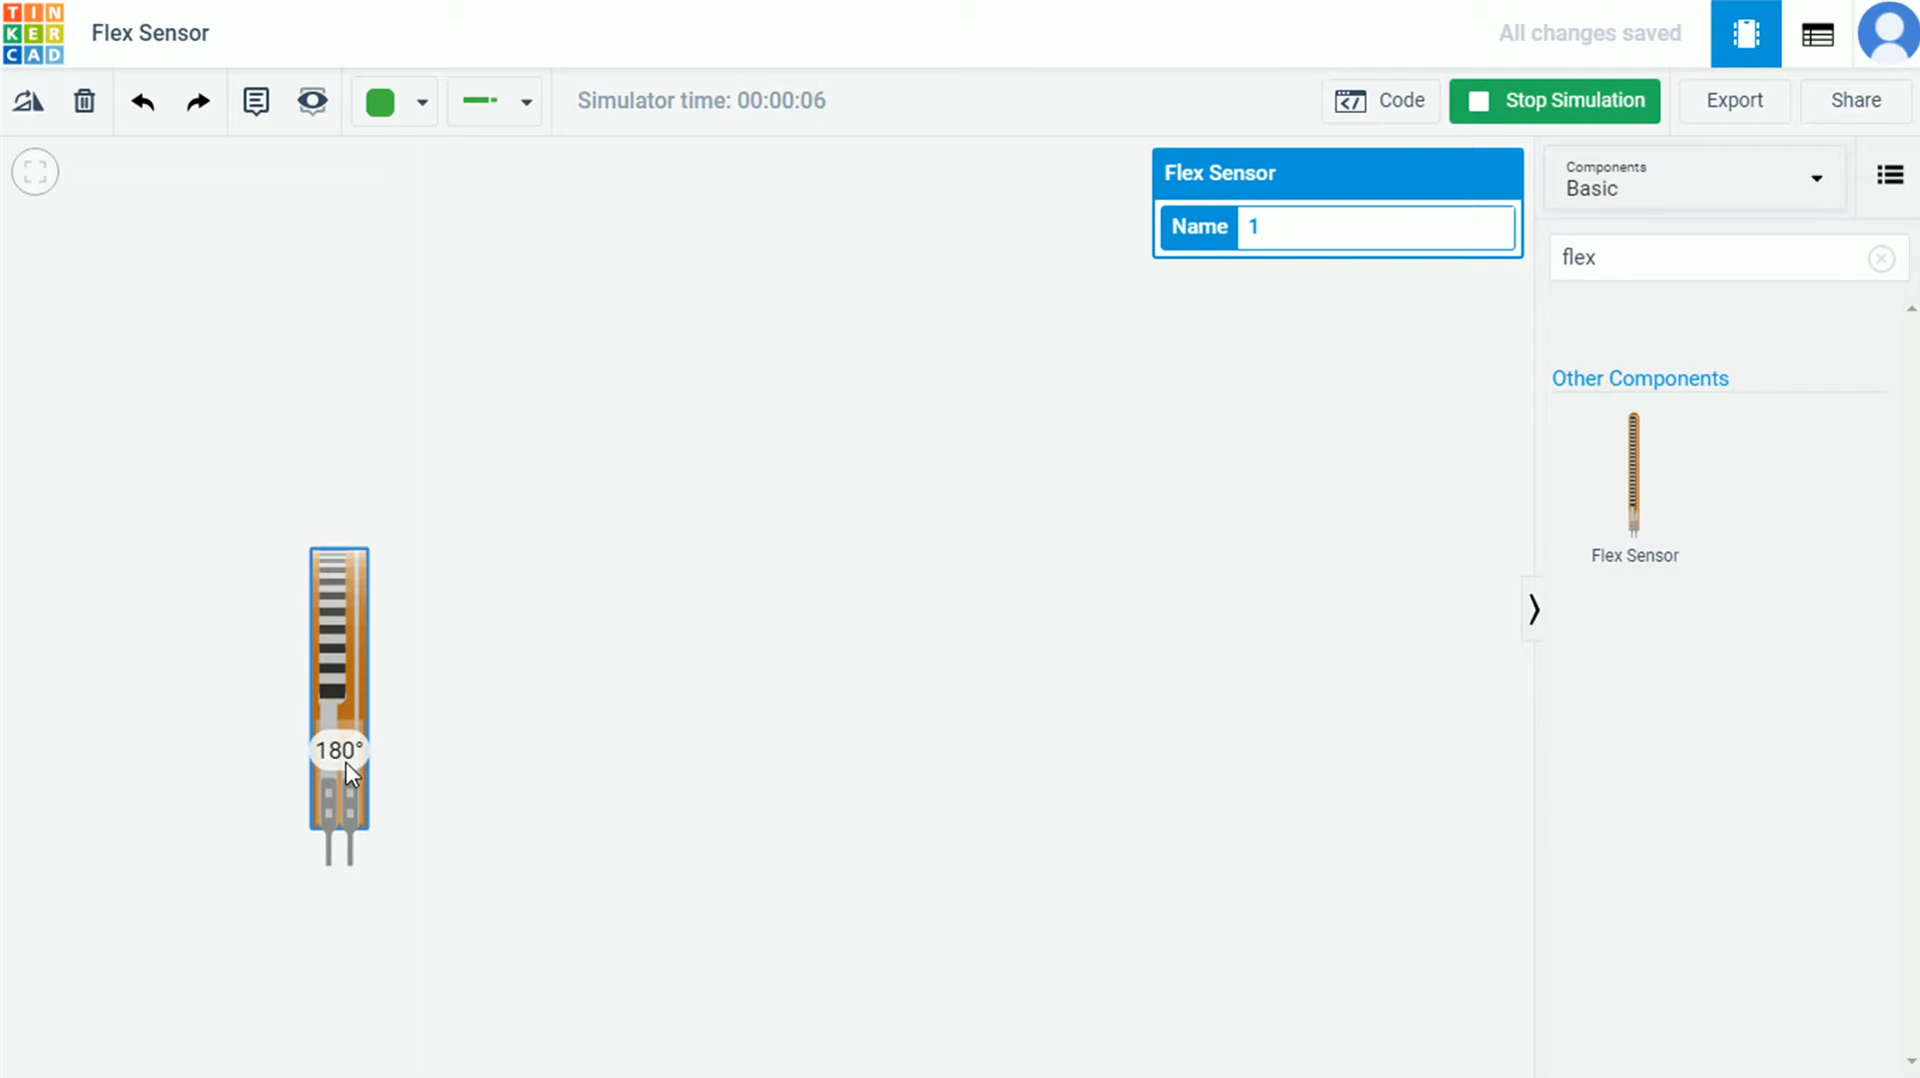 TIN
KER
CAD
Flex Sensor
All changes saved
Simulator time: 00:00:06
Code
Stop Simulation
Export
Share
Flex Sensor
Name 1
Components
Basic
flex
Other Components
Flex Sensor
180°